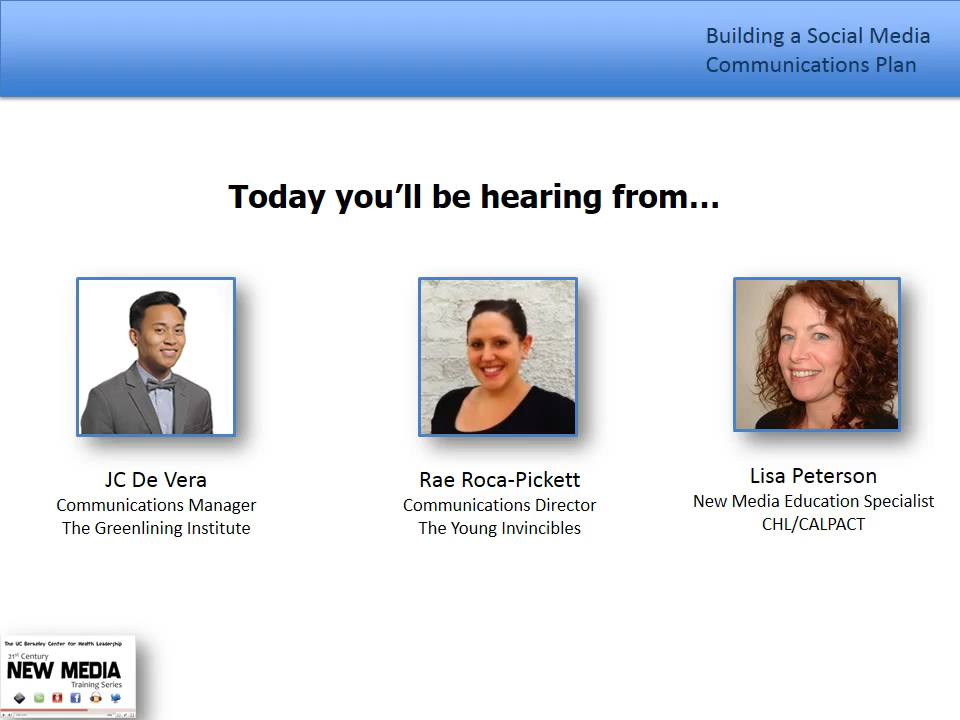 Building a Social Media
Communications Plan
Today you’ll be hearing from…
JC De Vera
Communications Manager
The Greenlining Institute
Rae Roca-Pickett
Communications Director
The Young Invincibles
Lisa Peterson
New Media Education Specialist
CHL/CALPACT
The UC Berkeley Center for Health Leadership
21st Century
NEW MEDIA
Training Series